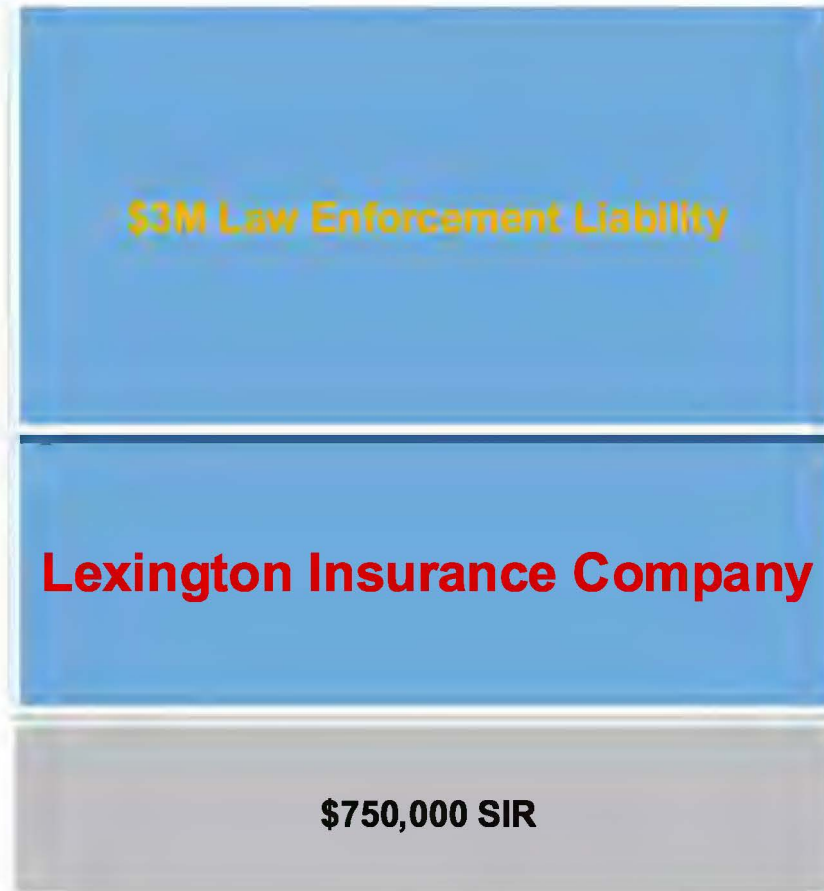 $3M Law Enforcement Liability
Lexington Insurance Company
$750,000 SIR